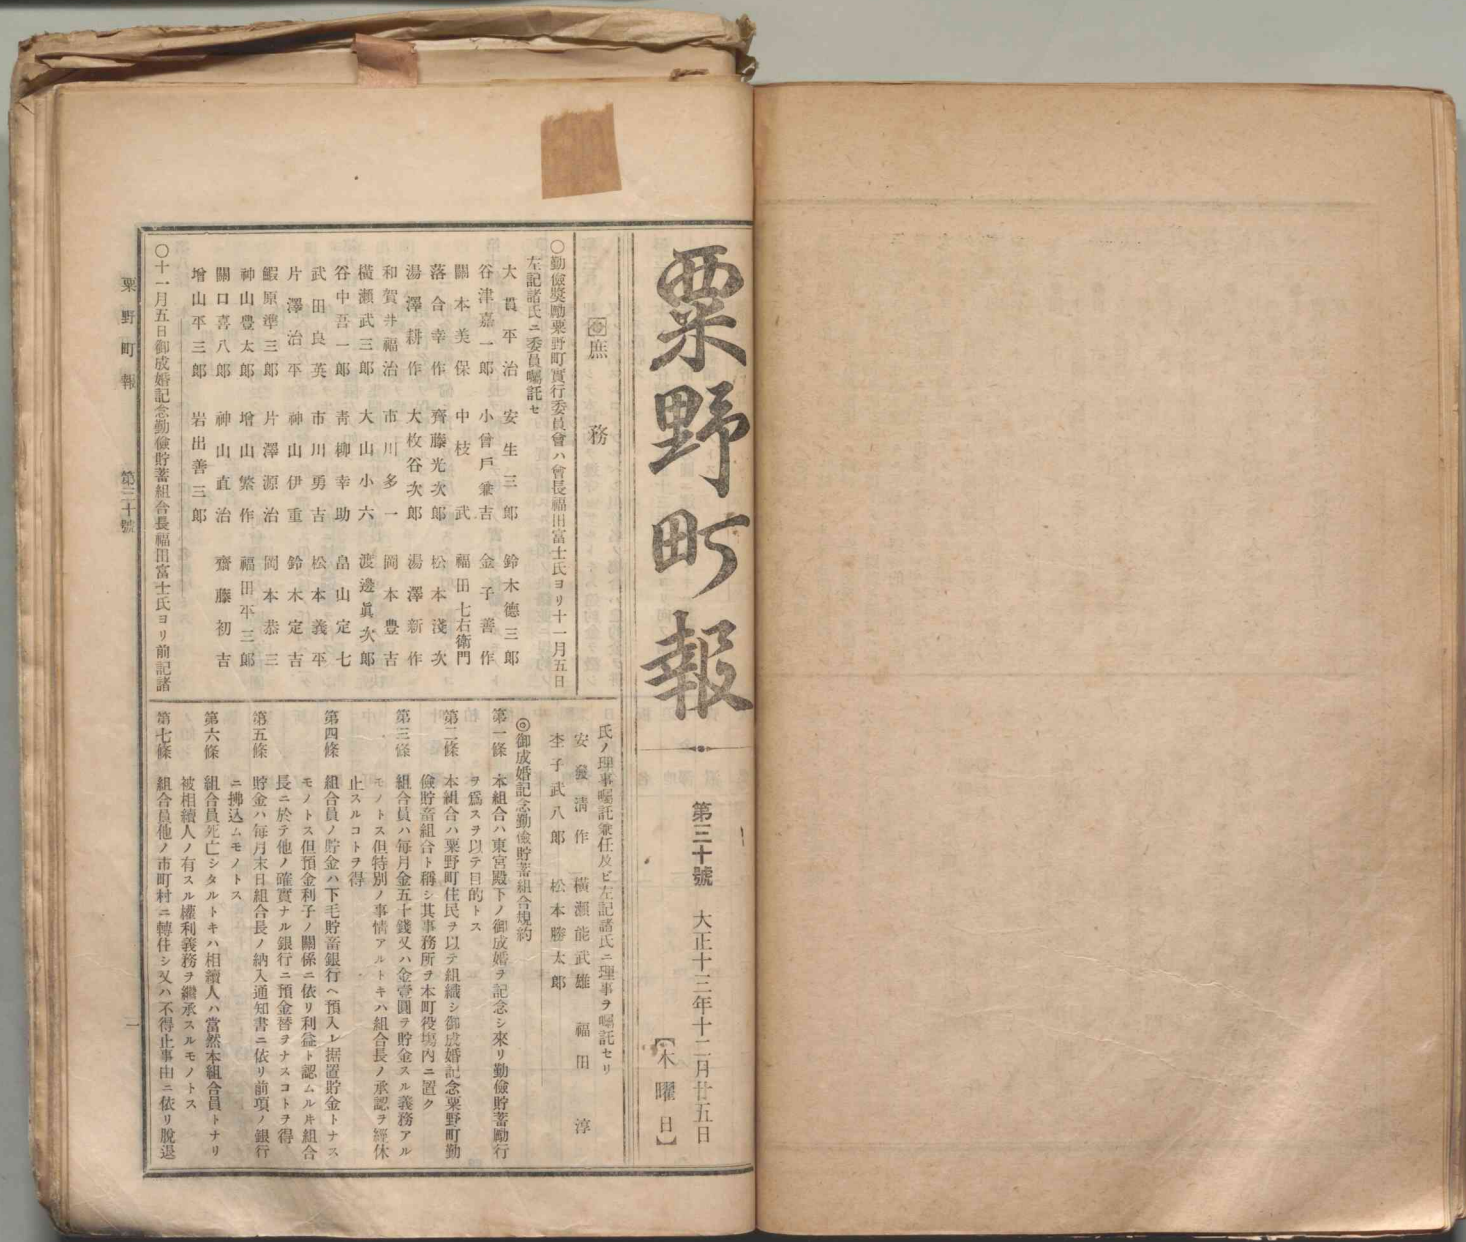 粟野町報
第三十號 大正十三年十二月廿五日
【木曜日】
庶務
〇勤儉奬勵粟野町實行委員會ハ會長福田富士氏ヨリ十一月五日
左記諸氏ニ委員囑託セ
大貫平治 安生三郎 鈴木德三郎
谷津嘉一郎 小曾戶兼吉 金子善作
關本美保 中枝武 福田七右衛門
落合幸作 齊藤光次郎 松本淺次
湯澤耕作 大枚谷次郎 湯澤新作
和賀井福治 市川多一 岡本豊吉
横瀬武三郎 大山小六 渡邊眞次郎
谷中吾一郎 靑柳幸助 畠山定七
武田良英 市川勇吉 松本義平
片澤治平 神山伊重 鈴木定吉
鰕原準三郎 片澤源治 岡本恭三
神山豊太郎 增山繁作 福田平三郎
關口喜八郎 神山直治 齋藤初吉
增山平三郎 岩出善三郎
〇十一月五日御成婚記念勤儉貯蓄組合長福田富士氏ヨリ前記諸
氏ノ理事囑託兼任及ビ左記諸氏ニ理事ヲ囑託セリ
安發淸作 橫瀨能武雄 福田淳
杢子武八郎 松本勝太郎
◎御成婚記念勤儉貯蓄組合規約
第一條 本組合ハ東宮殿下ノ御成婚ヲ記念シ來リ勤儉貯蓄勵行
ヲ爲スヲ以テ目的トス
第二條 本組合ハ粟野町住民ヲ以テ組織シ御成婚記念粟野町勤
儉貯蓄組合ト稱シ其事務所ヲ本町役塲內ニ置ク
第三條 組合員ハ每月金五十錢又ハ金壹圓ヲ貯金スル義務アル
モノトス但特別ノ事情アルトキハ組合長ノ承認ヲ經休
止スルコトヲ得
第四條 組合員ノ貯金ハ下毛貯蓄銀行ヘ預入レ据置貯金トナス
モノトス但預金利子ノ關係ニ依リ利益ト認ムル片組合
長ニ於テ他ノ確實ナル銀行ニ預金替ヲナスコトヲ得
第五條 貯金ハ每月末日組合長ノ納入通知書ニ依リ前項ノ銀行
ニ拂込ムモノトス
第六條 組合員死亡シタルトキハ相續人ハ當然本組合員トナリ
被相續人ノ有スル權利義務ヲ繼承スルモノトス
第七條 組合員他ノ市町村ニ轉住シ又ハ不得止事由ニ依リ脫退
粟野町報 第三十號 一